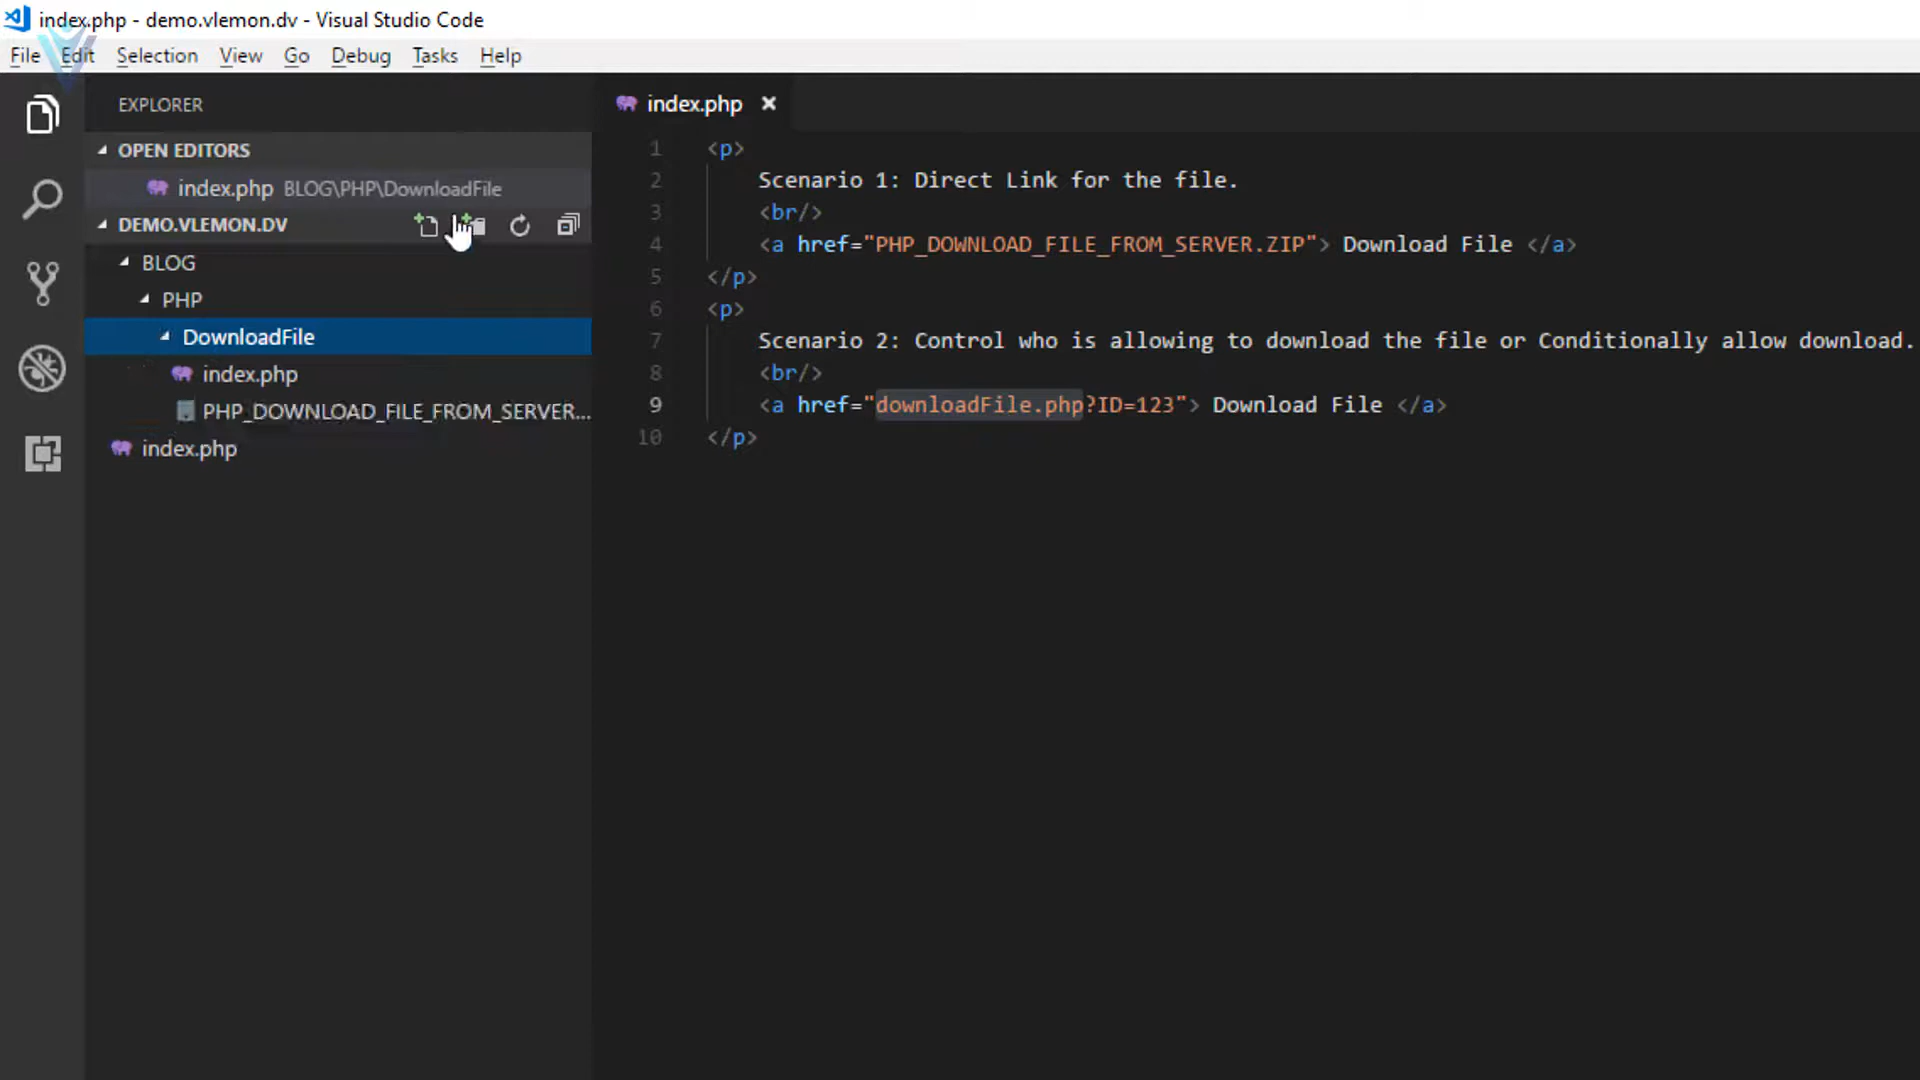 index.php - demo.vlemon.dv - Visual Studio Code
File Edit Selection View Go Debug Tasks Help
EXPLORER
OPEN EDITORS
index.php BLOG\PHP\DownloadFile
DEMO.VLEMON.DV
BLOG
PHP
DownloadFile
index.php
PHP_DOWNLOAD_FILE_FROM_SERVER...
index.php
index.php
1 <p>
2 Scenario 1: Direct Link for the file.
3 <br/>
4 <a href="PHP_DOWNLOAD_FILE_FROM_SERVER.ZIP"> Download File </a>
5 </p>
6 <p>
7 Scenario 2: Control who is allowing to download the file or Conditionally allow download.
8 <br/>
9 <a href="downloadFile.php?ID=123"> Download File </a>
10 </p>